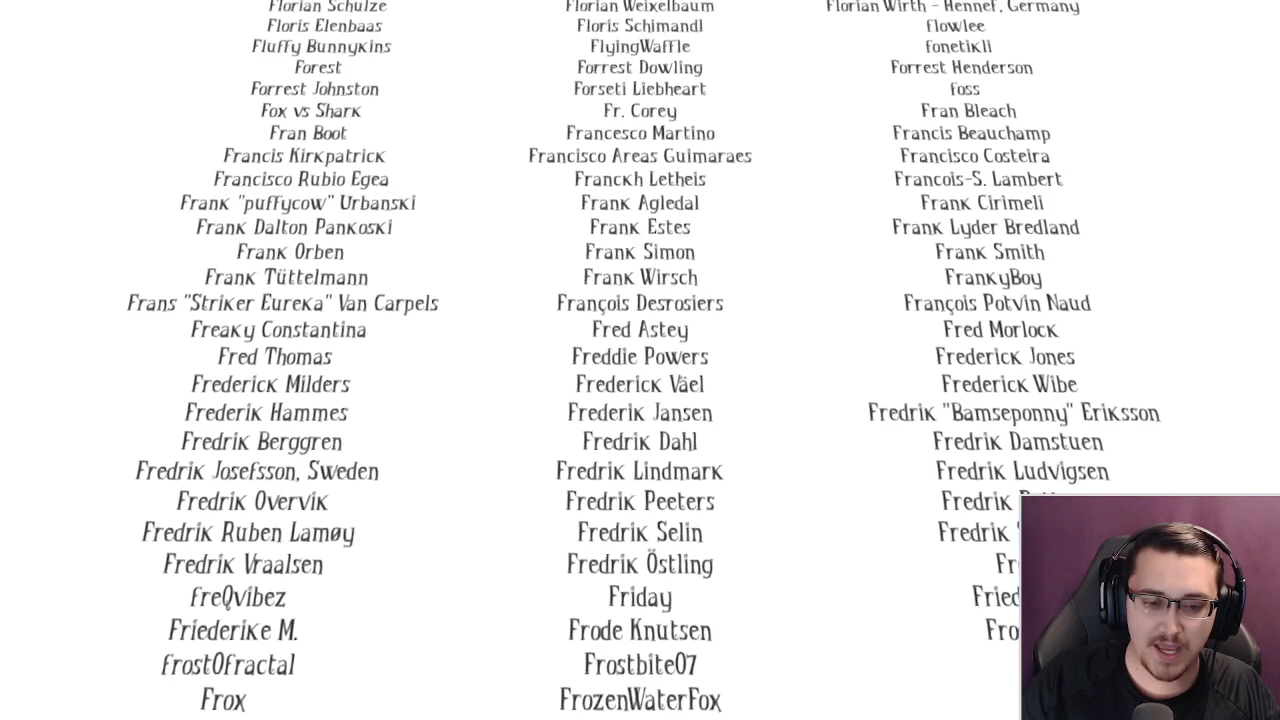 Florian Schulze Florian Weixelbaum Florian Wirth - Hennef, Germany
Floris Elenbaas Floris Schimandl flowlee
Fluffy Bunnykins FlyingWaffle fonetikli
Forest Forrest Dowling Forrest Henderson
Forrest Johnston Forseti Liebheart foss
Fox vs Shark Fr. Corey Fran Bleach
Fran Boot Francesco Martino Francis Beauchamp
Francis Kirkpatrick Francisco Areas Guimaraes Francisco Costeira
Francisco Rubio Egea Franckh Letheis Francois-S. Lambert
Frank "puffycow" Urbanski Frank Agledal Frank Cirimeli
Frank Dalton Pankoski Frank Estes Frank Lyder Bredland
Frank Orben Frank Simon Frank Smith
Frank Tüttelmann Frank Wirsch FrankyBoy
Frans "Striker Eureka" Van Carpels François Desrosiers François Potvin Naud
Freaky Constantina Fred Astey Fred Morlock
Fred Thomas Freddie Powers Frederick Jones
Frederick Milders Frederick Väel Frederick Wibe
Frederik Hammes Frederik Jansen Fredrik "Bamseponny" Eriksson
Fredrik Berggren Fredrik Dahl Fredrik Damstuen
Fredrik Josefsson, Sweden Fredrik Lindmark Fredrik Ludvigsen
Fredrik Overvik Fredrik Peeters Fredrik
Fredrik Ruben Lamøy Fredrik Selin Fredrik
Fredrik Vraalsen Fredrik Östling
freQvibez Friday
Friederike M. Frode Knutsen
frost0fractal Frostbite07
Frox FrozenWaterFox